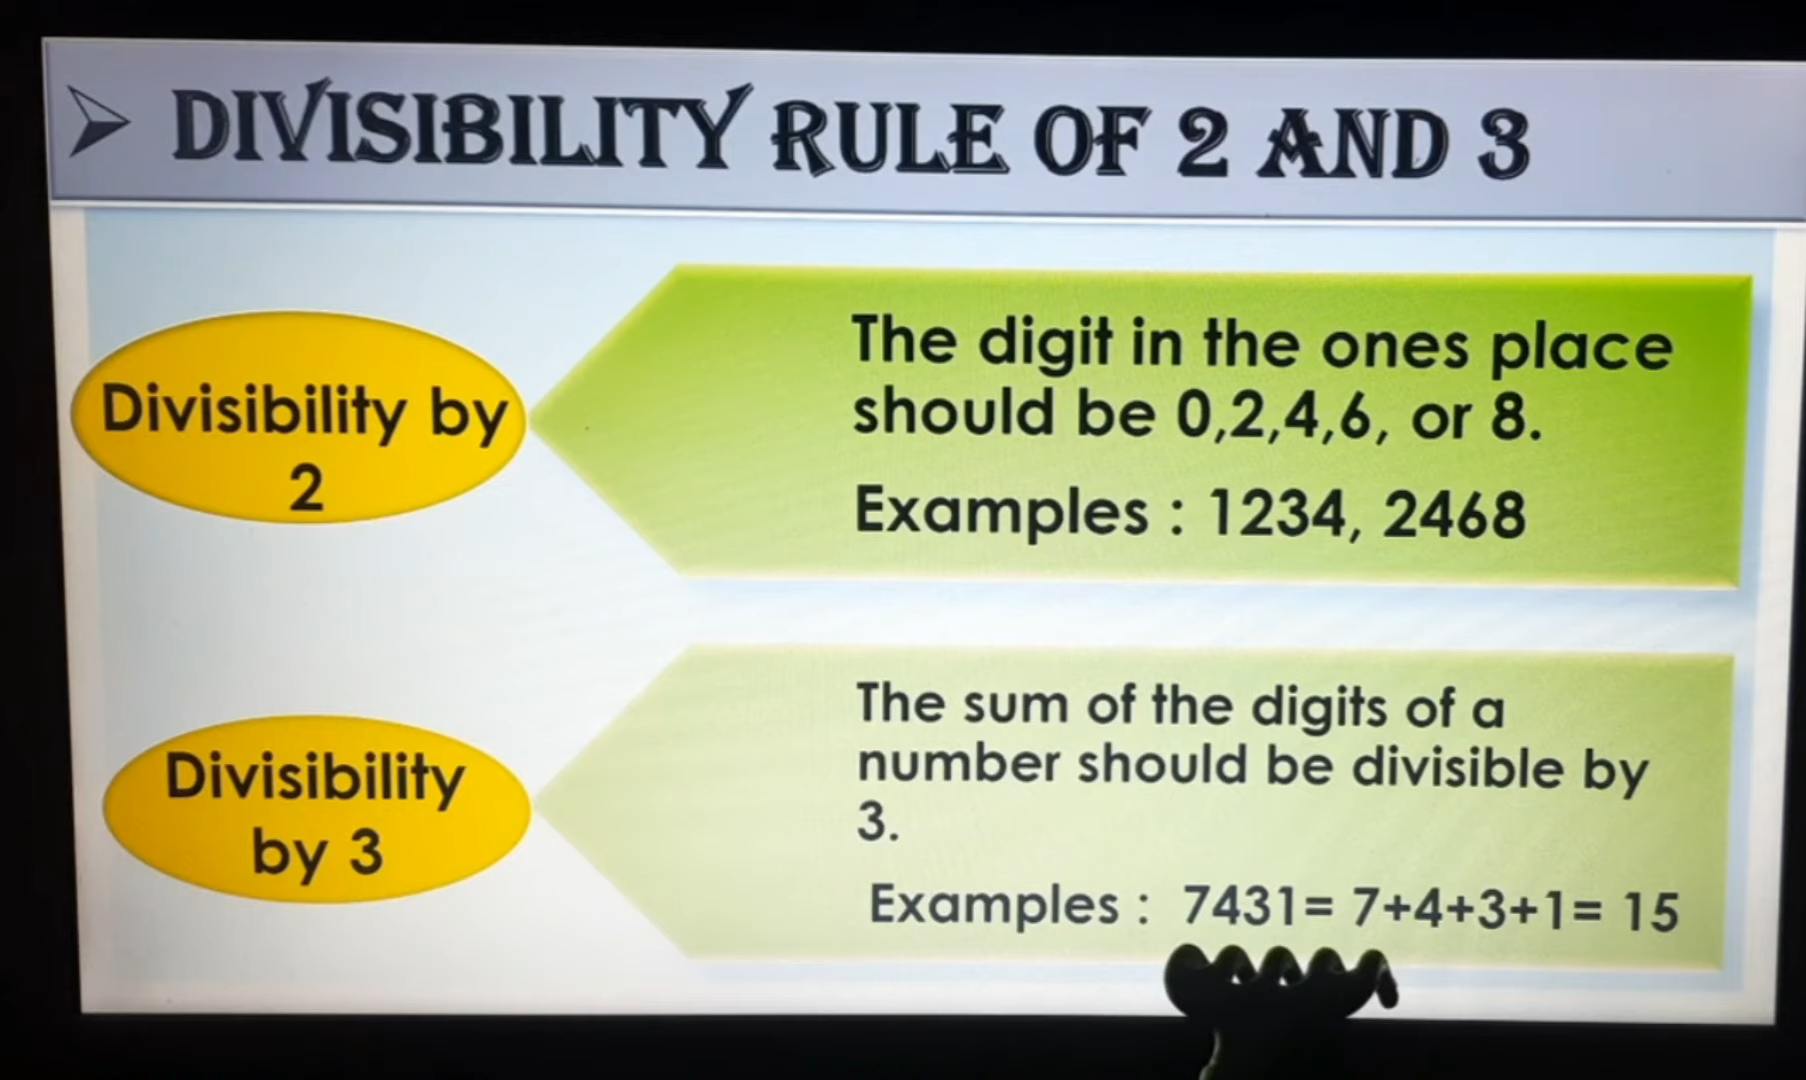 DIVISIBILITY RULE OF 2 AND 3
Divisibility by
2
The digit in the ones place
should be 0,2,4,6, or 8.
Examples : 1234, 2468
Divisibility
by 3
The sum of the digits of a
number should be divisible by
3.
Examples : 7431= 7+4+3+1= 15